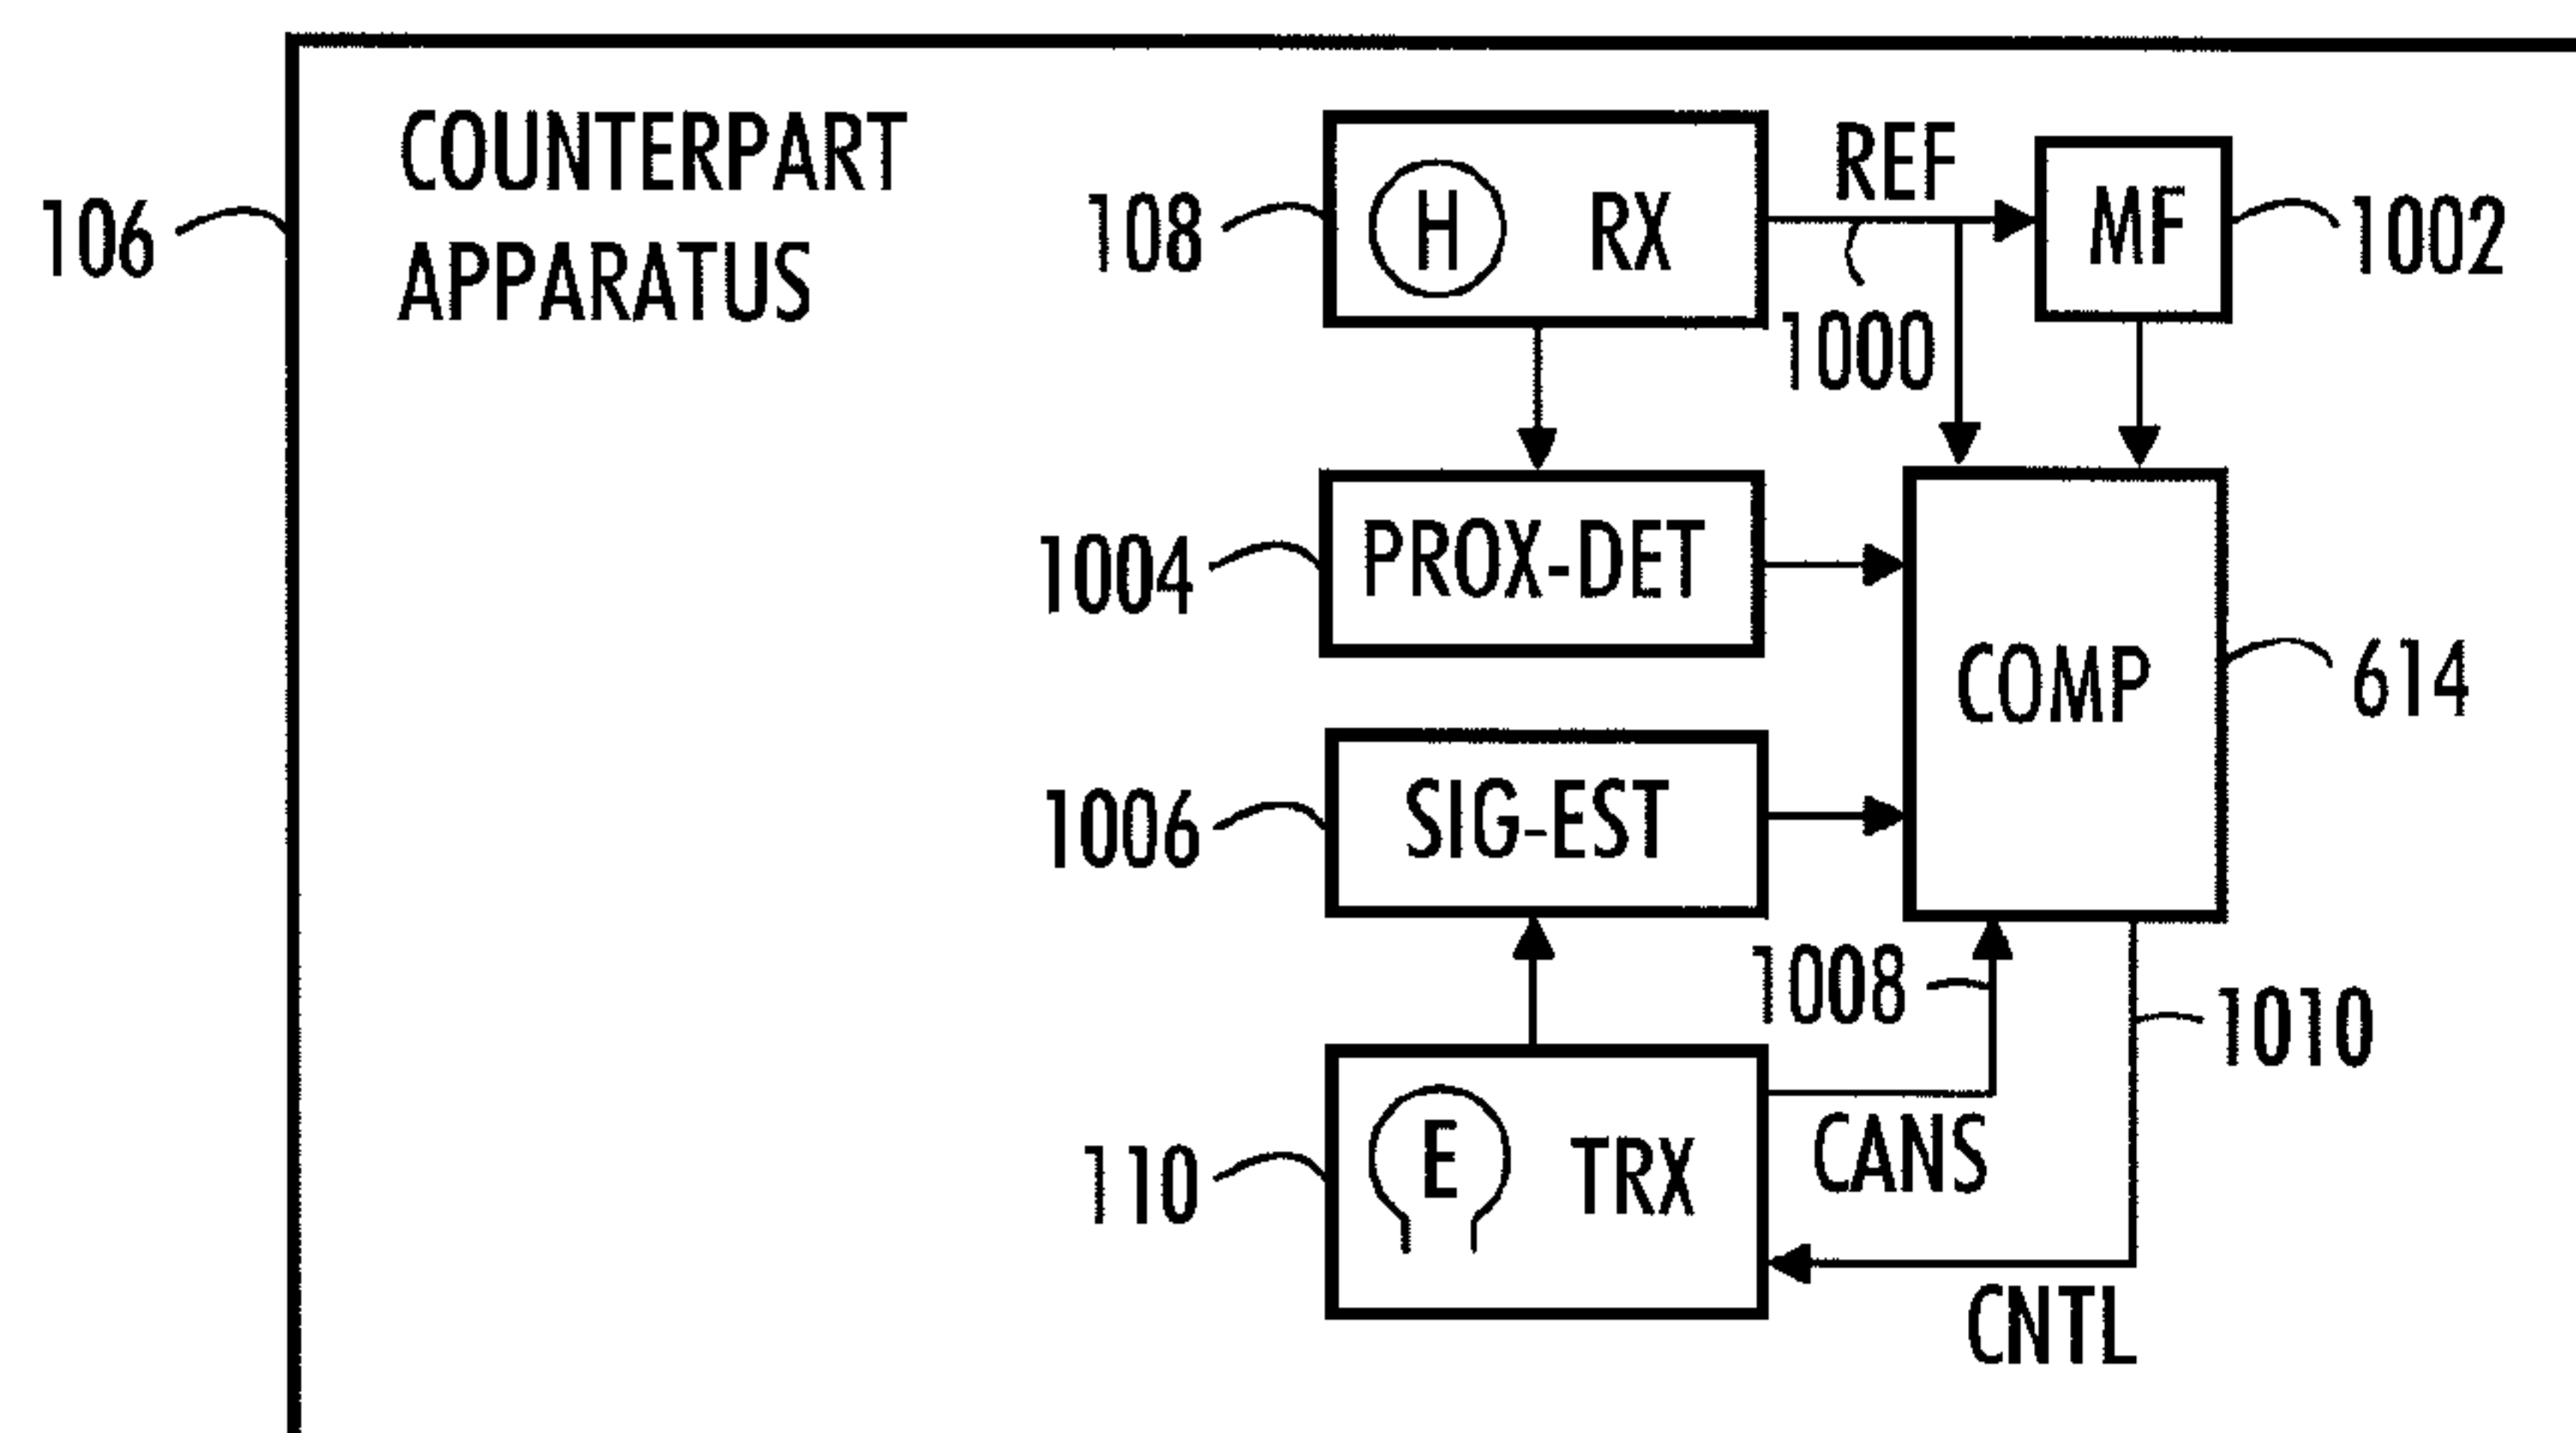 COUNTERPART
APPARATUS
106
108
H RX
REF
MF
1002
1000
1004
PROX-DET
COMP
614
1006
SIG-EST
1008
1010
110
E TRX
CANS
CNTL